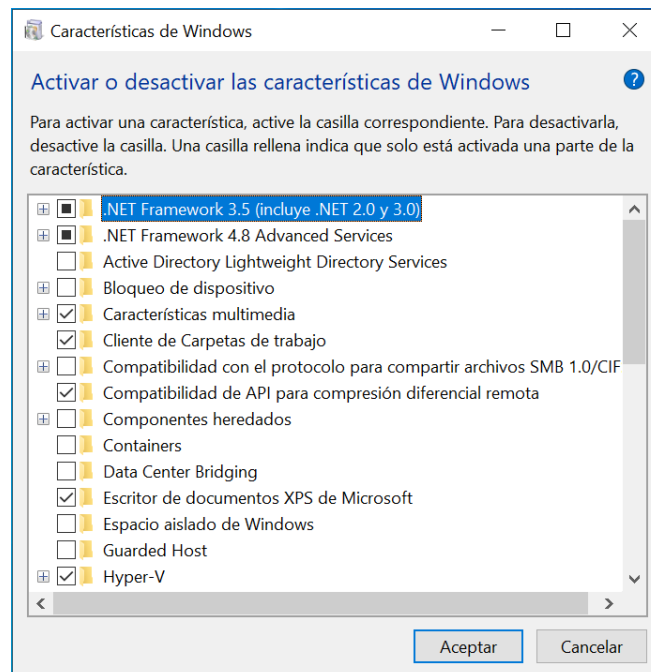 Características de Windows
Activar o desactivar las características de Windows
?
Para activar una característica, active la casilla correspondiente. Para desactivarla,
desactive la casilla. Una casilla rellena indica que solo está activada una parte de la
característica.
.NET Framework 3.5 (incluye .NET 2.0 y 3.0)
.NET Framework 4.8 Advanced Services
Active Directory Lightweight Directory Services
Bloqueo de dispositivo
Características multimedia
Cliente de Carpetas de trabajo
Compatibilidad con el protocolo para compartir archivos SMB 1.0/CIF
Compatibilidad de API para compresión diferencial remota
Componentes heredados
Containers
Data Center Bridging
Escritor de documentos XPS de Microsoft
Espacio aislado de Windows
Guarded Host
Hyper-V
Aceptar
Cancelar